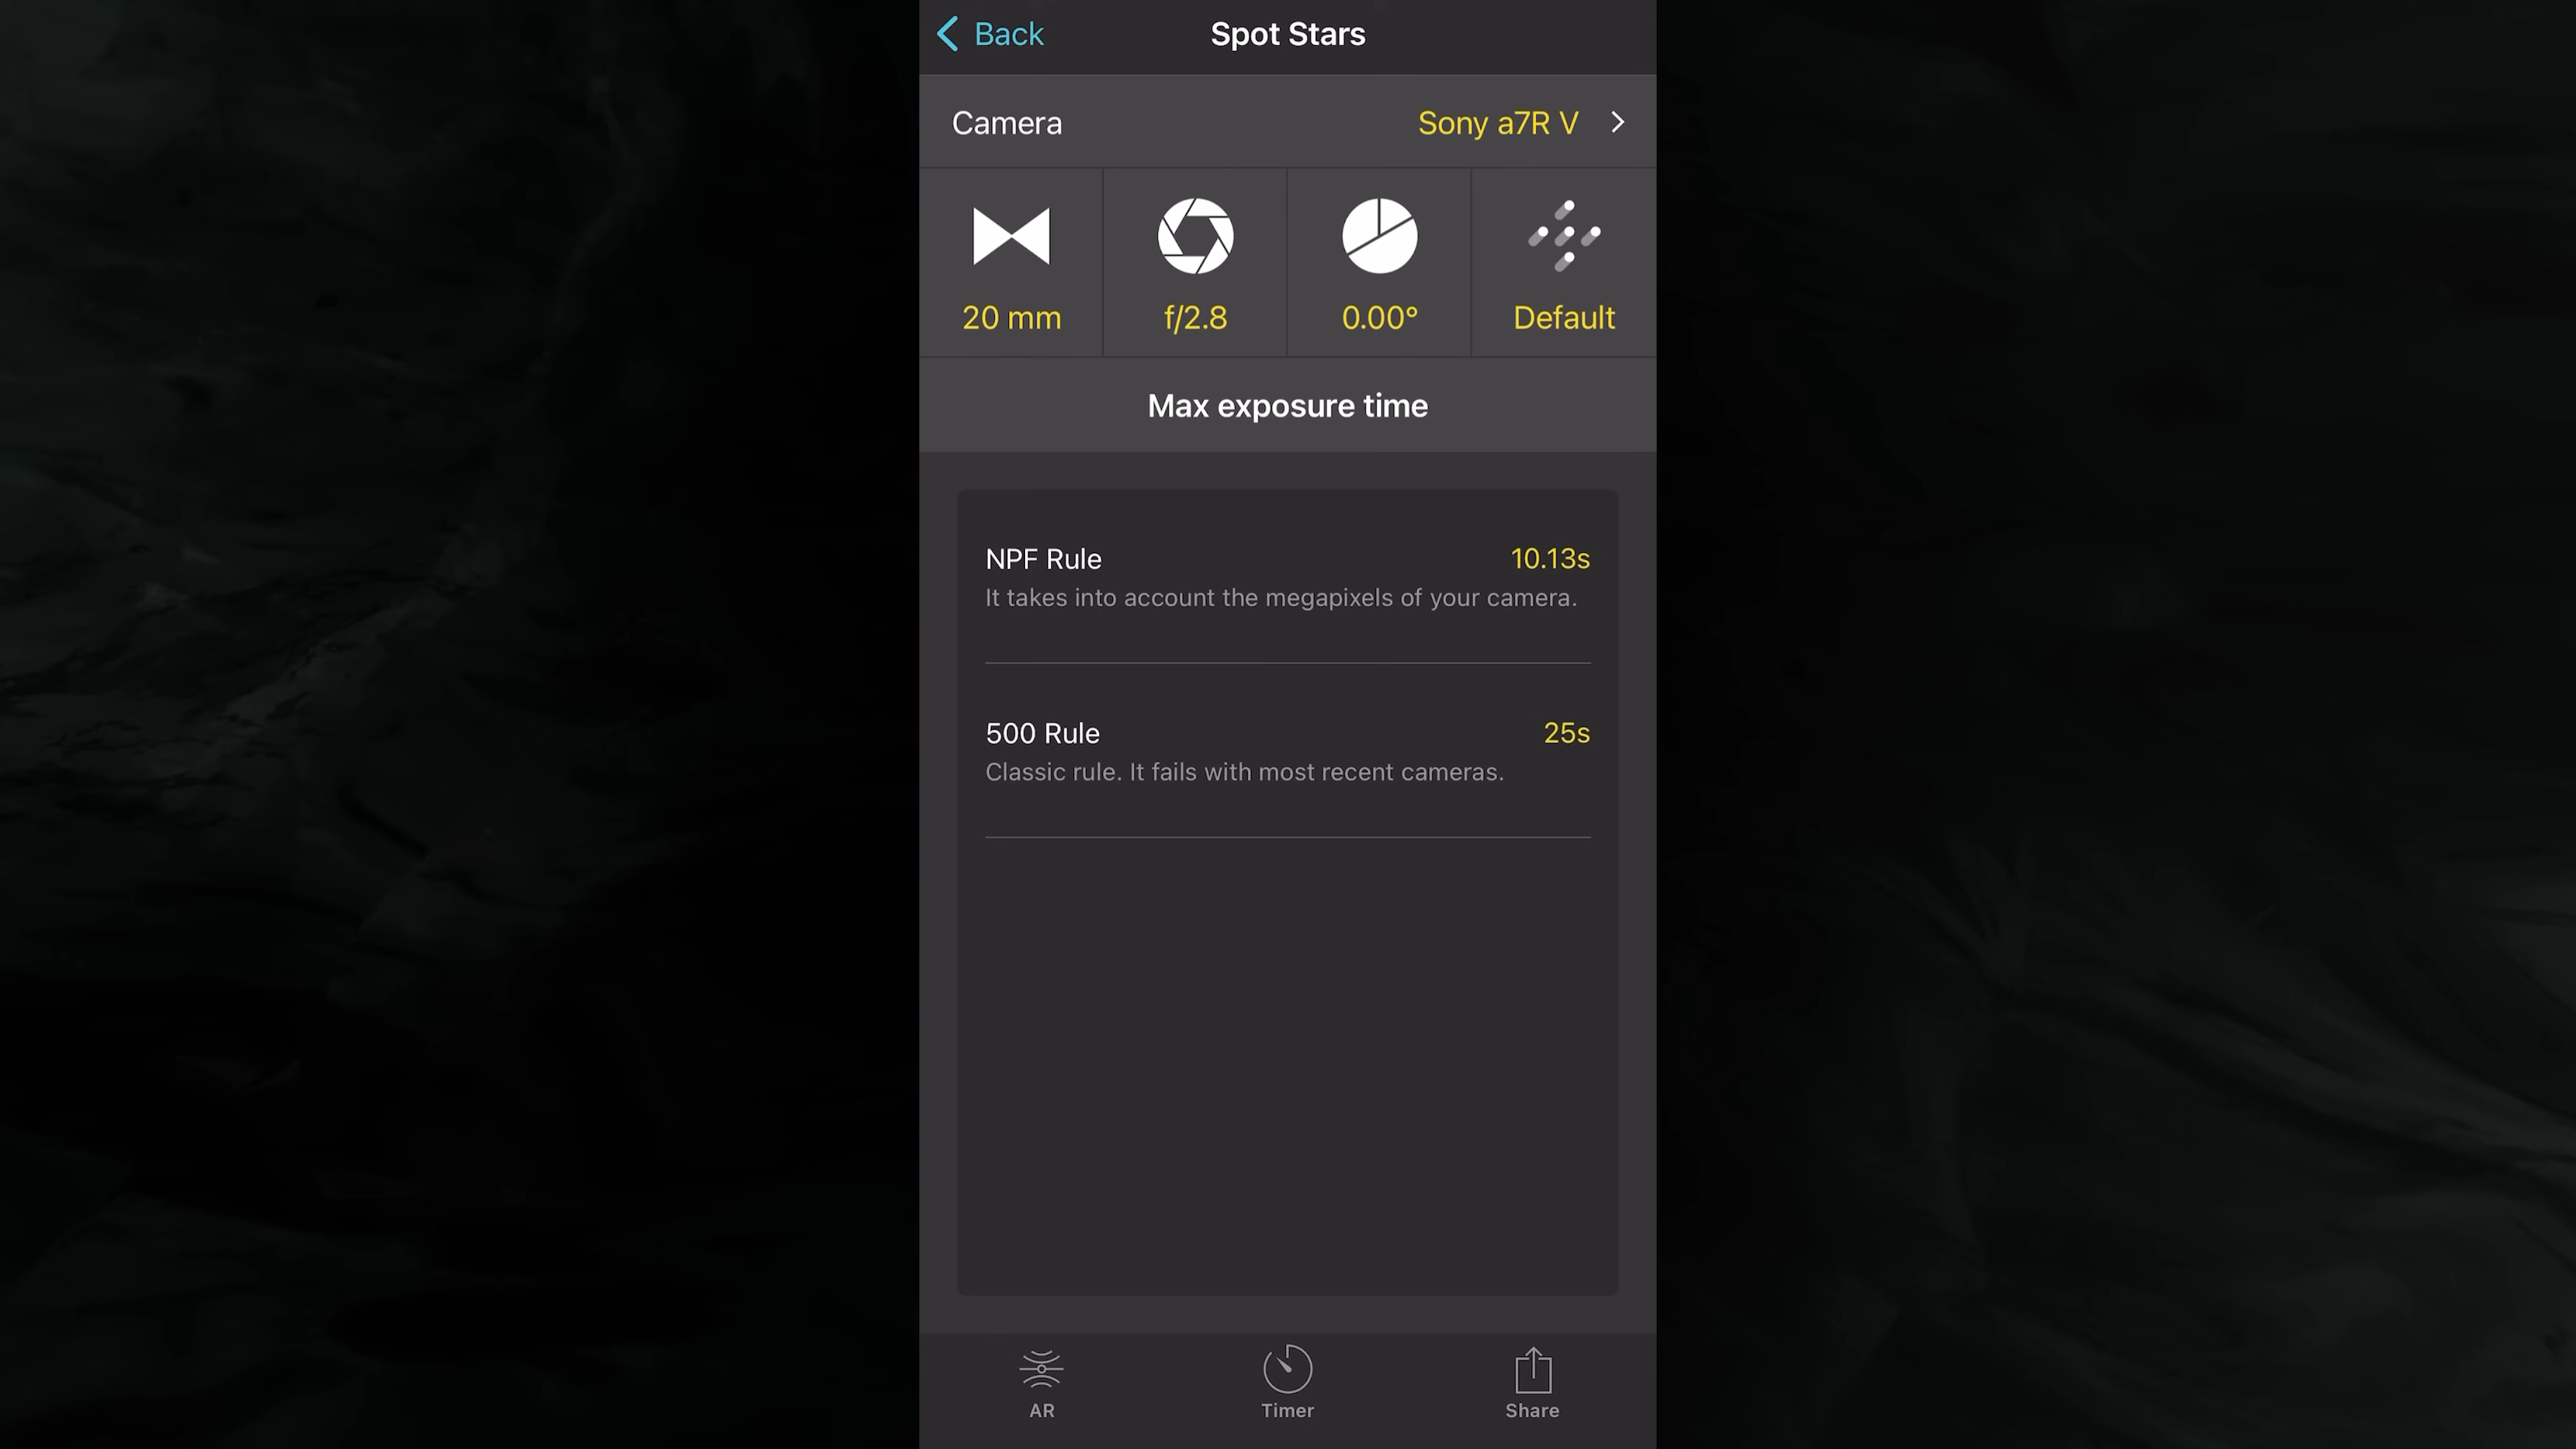 Back
Spot Stars
Camera
Sony a7R V
20 mm
f/2.8
0.00°
Default
Max exposure time
NPF Rule
10.13s
It takes into account the megapixels of your camera.
500 Rule
25s
Classic rule. It fails with most recent cameras.
AR
Timer
Share